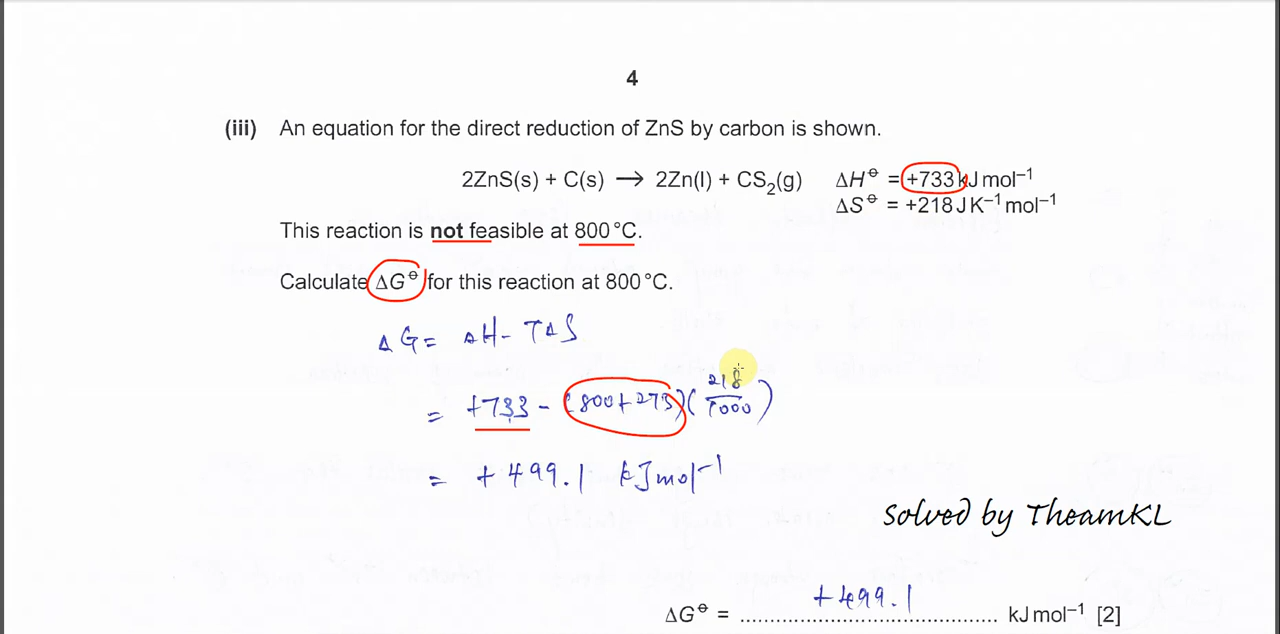 4
(iii) An equation for the direct reduction of ZnS by carbon is shown.
2ZnS(s) + C(s) → 2Zn(l) + CS₂(g) ΔH⦵ = +733 kJ mol⁻¹
ΔS⦵ = +218 J K⁻¹ mol⁻¹
This reaction is not feasible at 800 °C.
Calculate ΔG⦵ for this reaction at 800 °C.
ΔG = ΔH - TΔS
= +733 - (800+273)(218/1000)
= +499.1 kJmol⁻¹
Solved by TheamKL
+499.1
ΔG⦵ = .......................................... kJ mol⁻¹ [2]